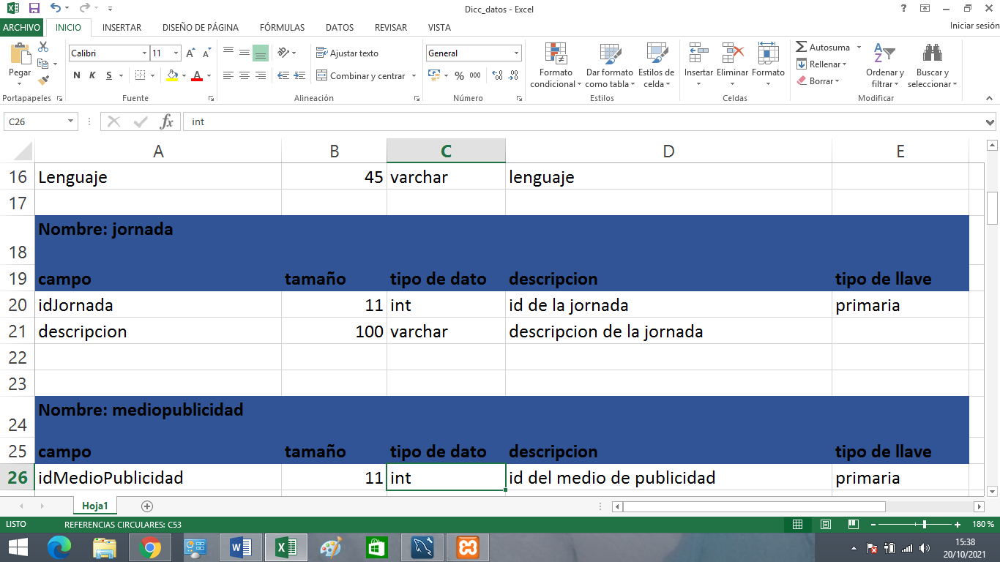 Dicc_datos - Excel
ARCHIVO INICIO INSERTAR DISEÑO DE PÁGINA FÓRMULAS DATOS REVISAR VISTA Iniciar sesión
Pegar
Portapapeles
Calibri 11
N K S
Fuente
Ajustar texto
Combinar y centrar
Alineación
General
% 000
Número
Formato condicional
Dar formato como tabla
Estilos de celda
Estilos
Insertar Eliminar Formato
Celdas
Autosuma
Rellenar
Borrar
Ordenar y filtrar
Buscar y seleccionar
Modificar
C26 fx int
A B C D E
16 Lenguaje 45 varchar lenguaje
17
18 Nombre: jornada
19 campo tamaño tipo de dato descripcion tipo de llave
20 idJornada 11 int id de la jornada primaria
21 descripcion 100 varchar descripcion de la jornada
22
23
24 Nombre: mediopublicidad
25 campo tamaño tipo de dato descripcion tipo de llave
26 idMedioPublicidad 11 int id del medio de publicidad primaria
Hoja1
LISTO REFERENCIAS CIRCULARES: C53 180 %
15:38
20/10/2021